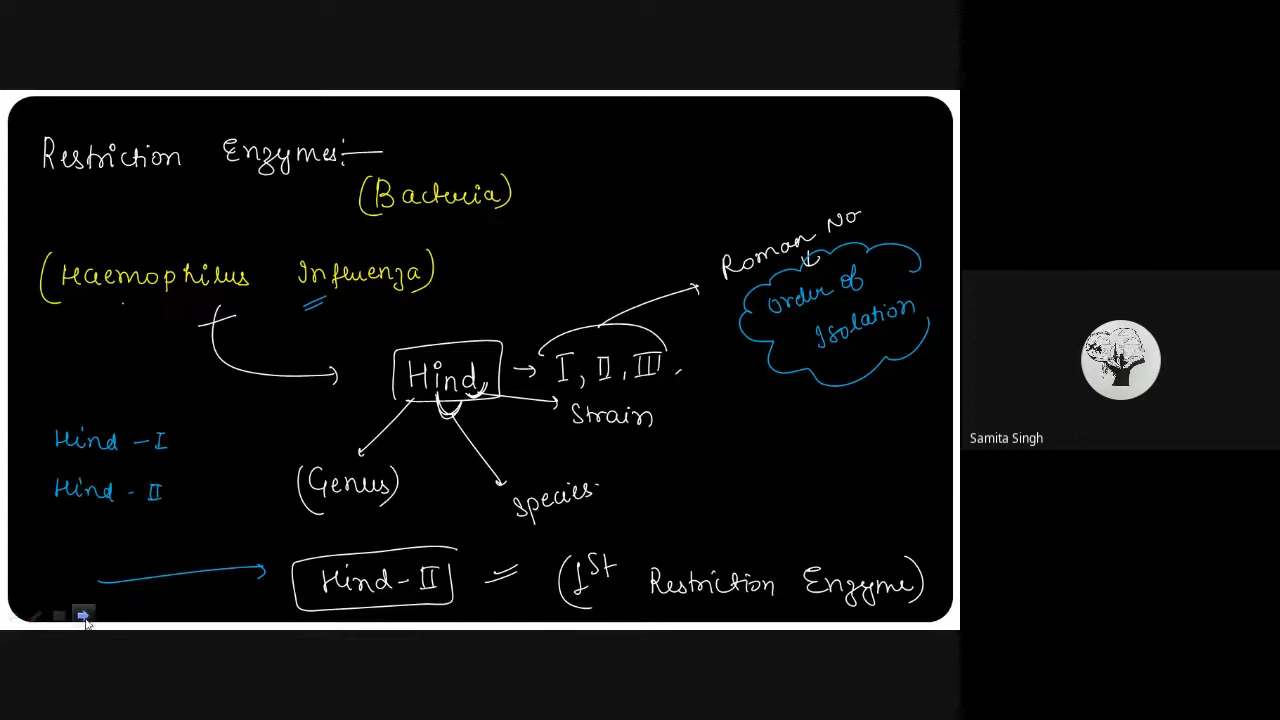 Restriction Enzymes:—
(Bacteria)
(Haemophilus Influenza)
Roman No
Order of
Isolation
Hind → I, II, III,
Strain
Hind - I
Hind - II
(Genus)
Species
Hind - II = (1st Restriction Enzyme)
Samita Singh